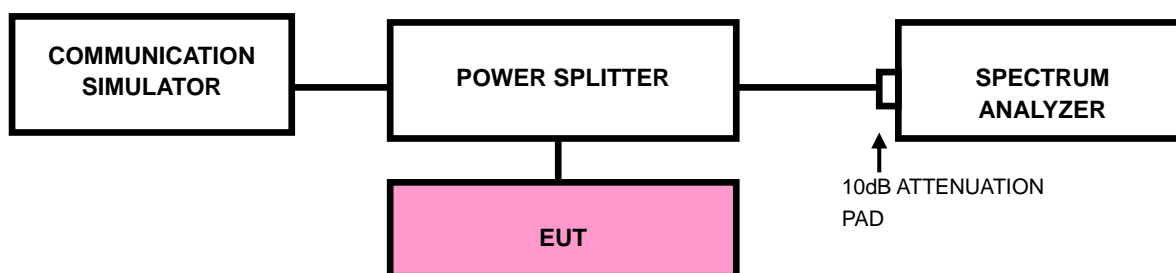 COMMUNICATION
SIMULATOR
POWER SPLITTER
SPECTRUM
ANALYZER
10dB ATTENUATION
PAD
EUT